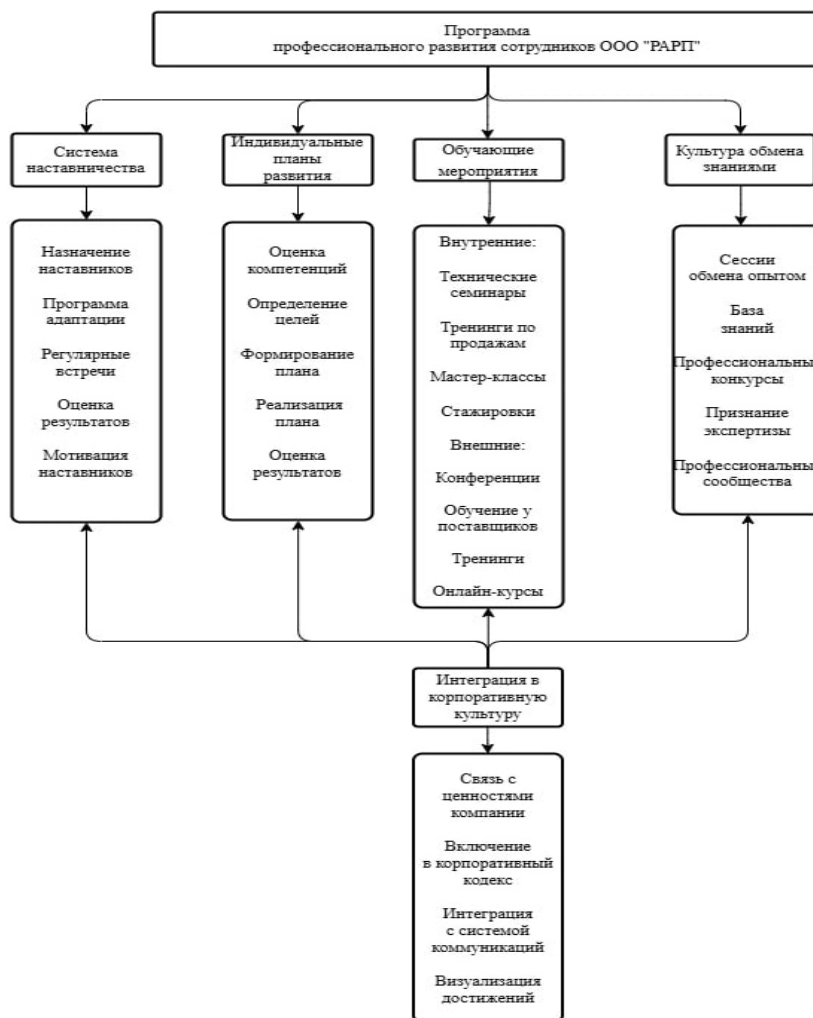 Программа
профессионального развития сотрудников ООО "РАРП"
Система
наставничества
Индивидуальные
планы
развития
Обучающие
мероприятия
Культура обмена
знаниями
Назначение
наставников
Программа
адаптации
Регулярные
встречи
Оценка
результатов
Мотивация
наставников
Оценка
компетенций
Определение
целей
Формирование
плана
Реализация
плана
Оценка
результатов
Внутренние:
Технические
семинары
Тренинги по
продажам
Мастер-классы
Стажировки
Внешние:
Конференции
Обучение у
поставщиков
Тренинги
Онлайн-курсы
Сессии
обмена опытом
База
знаний
Профессиональны
конкурсы
Признание
экспертизы
Профессиональны
сообщества
Интеграция в
корпоративную
культуру
Связь с
ценностями
компании
Включение
в корпоративный
кодекс
Интеграция
с системой
коммуникаций
Визуализация
достижений